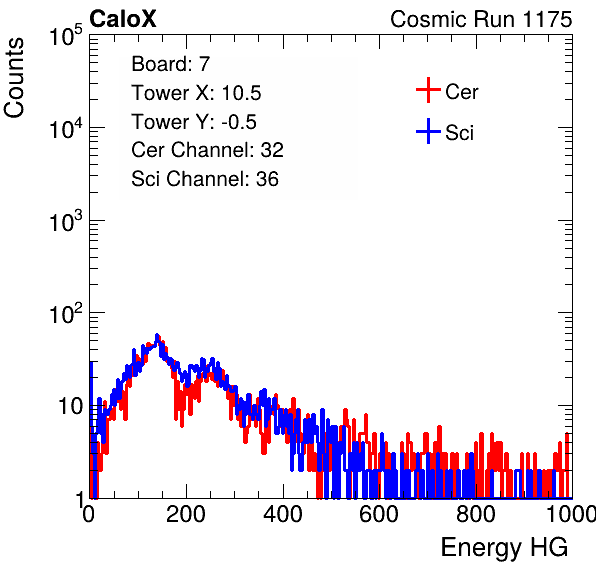 CaloX Cosmic Run 1175
Board: 7
Tower X: 10.5
Tower Y: -0.5
Cer Channel: 32
Sci Channel: 36
Cer
Sci
Counts
10^5
10^4
10^3
10^2
10
1
0 200 400 600 800 1000
Energy HG